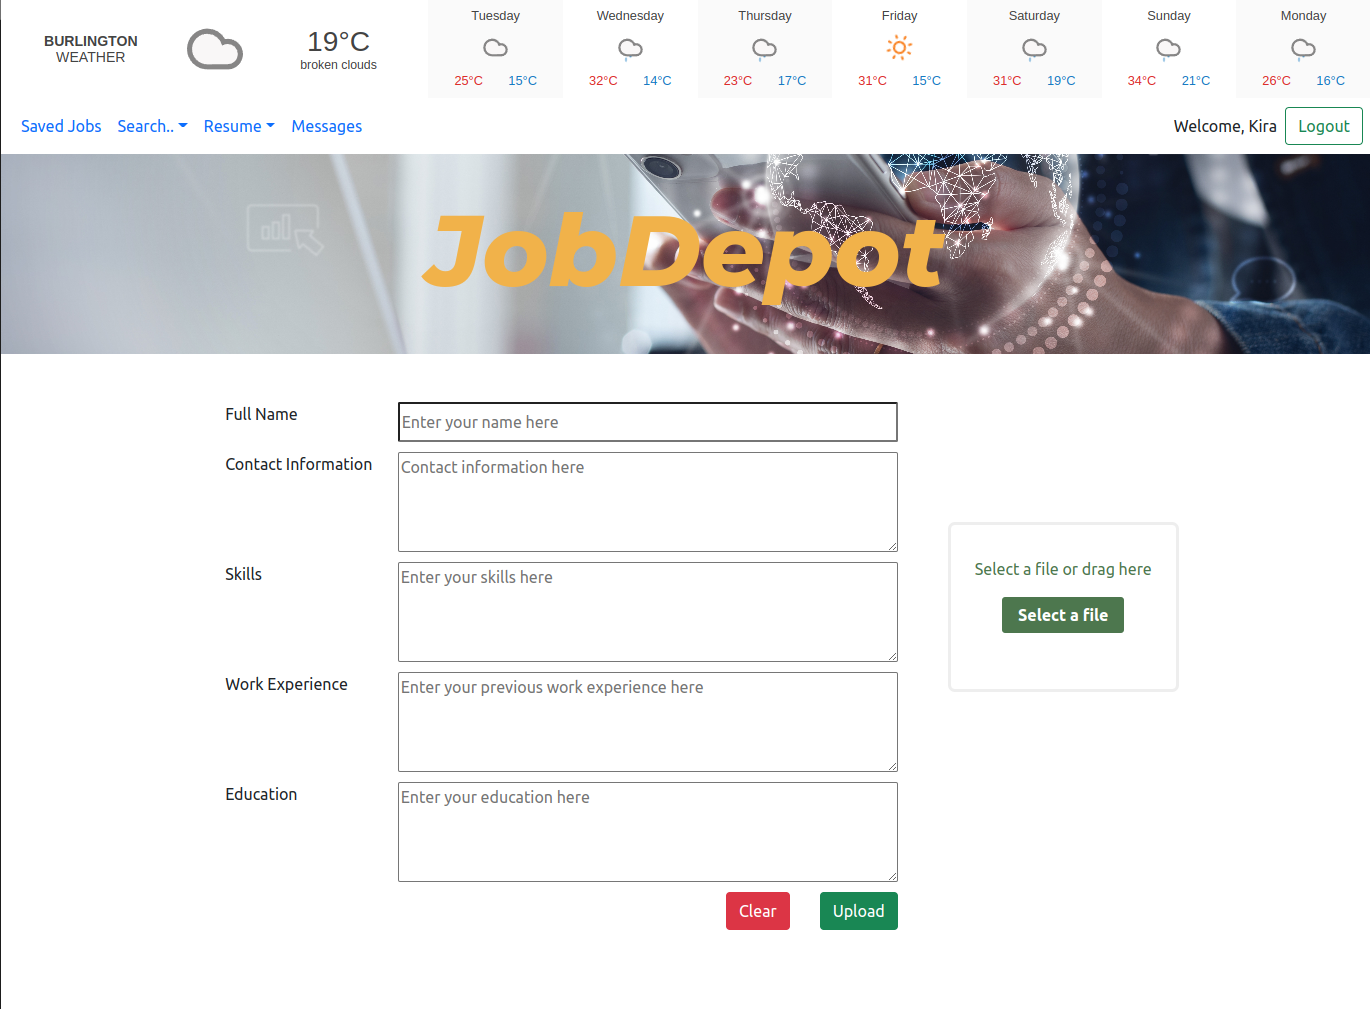 BURLINGTON
WEATHER
19°C
broken clouds
Tuesday
25°C 15°C
Wednesday
32°C 14°C
Thursday
23°C 17°C
Friday
31°C 15°C
Saturday
31°C 19°C
Sunday
34°C 21°C
Monday
26°C 16°C
Saved Jobs Search.. Resume Messages
Welcome, Kira Logout
JobDepot
Full Name
Enter your name here
Contact Information
Contact information here
Skills
Enter your skills here
Work Experience
Enter your previous work experience here
Education
Enter your education here
Clear Upload
Select a file or drag here
Select a file